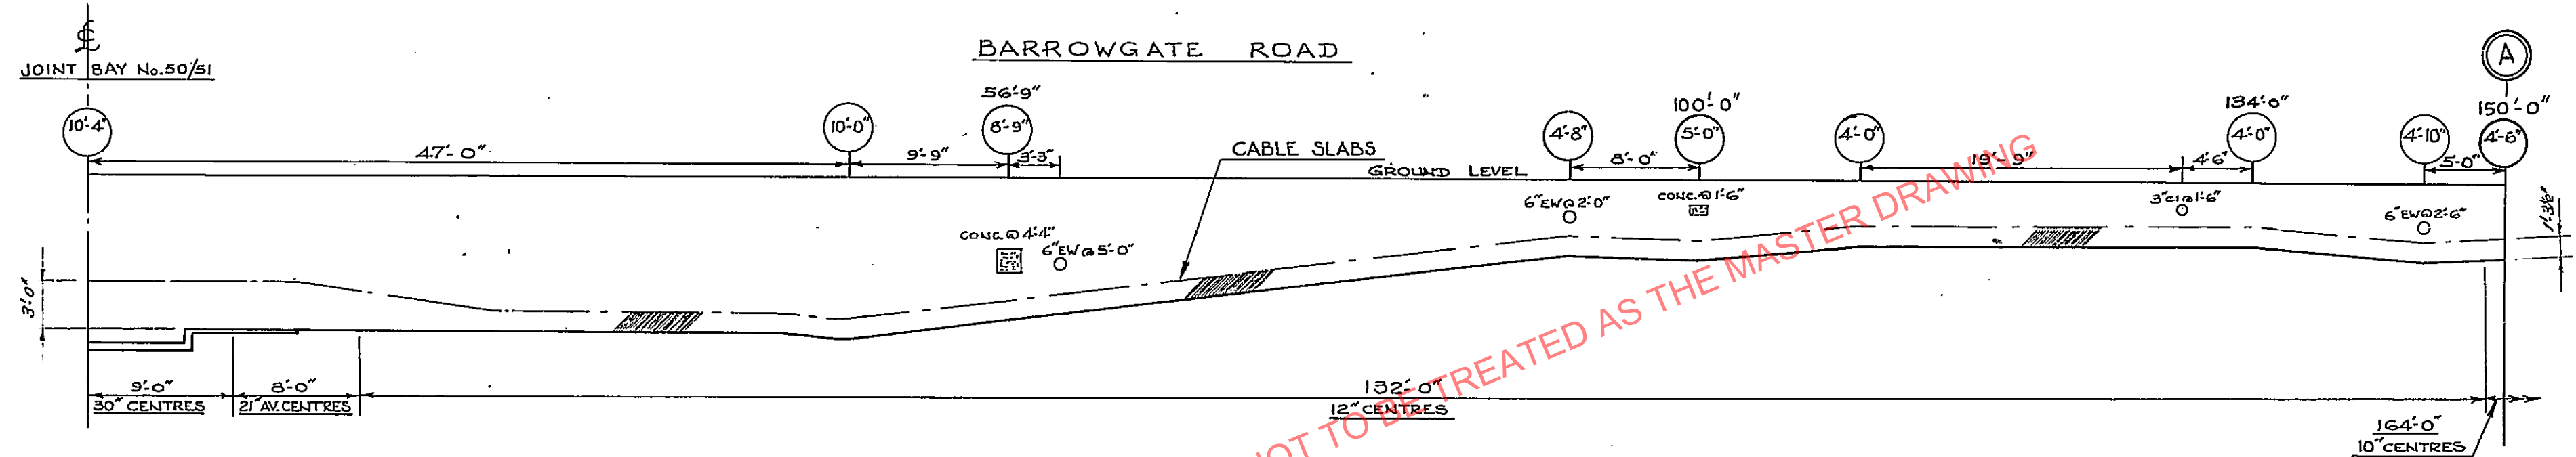 BARROWGATE ROAD
℄
JOINT BAY No.50/51
A
10'-4"
10'-0"
56'-9"
8'-9"
4'-8"
100'-0"
5'-0"
4'-0"
134'-0"
4'-0"
4'-10"
150'-0"
4'-6"
47'-0"
9'-9"
3'-3"
CABLE SLABS
GROUND LEVEL
8'-0"
19'-9"
4'-6"
5'-0"
CONC. @ 4'-4"
6" EW @ 5'-0"
6" EW @ 2'-0"
CONC. @ 1'-6"
3" CI @ 1'-6"
6" EW @ 2'-6"
1'-3½"
3'-0"
9'-0"
30" CENTRES
8'-0"
21" AV. CENTRES
132'-0"
12" CENTRES
164'-0"
10" CENTRES
NOT TO BE TREATED AS THE MASTER DRAWING